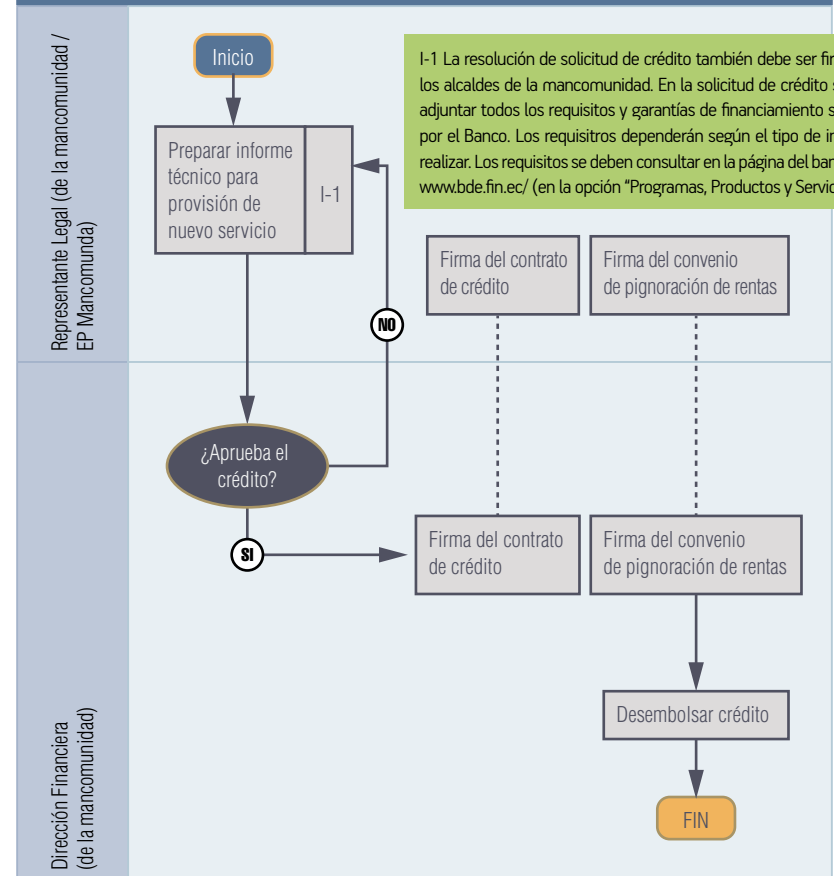 Representante Legal (de la mancomunidad /
EP Mancomunda)
Inicio
I-1 La resolución de solicitud de crédito también debe ser
los alcaldes de la mancomunidad. En la solicitud de crédito
adjuntar todos los requisitos y garantías de financiamiento
por el Banco. Los requisitros dependerán según el tipo de
realizar. Los requisitos se deben consultar en la página del
www.bde.fin.ec/ (en la opción “Programas, Productos y
Preparar informe
técnico para
provisión de
nuevo servicio
I-1
Firma del contrato
de crédito
Firma del convenio
de pignoración de rentas
NO
¿Aprueba el
crédito?
SI
Firma del contrato
de crédito
Firma del convenio
de pignoración de rentas
Desembolsar crédito
FIN
Dirección Financiera
(de la mancomunidad)